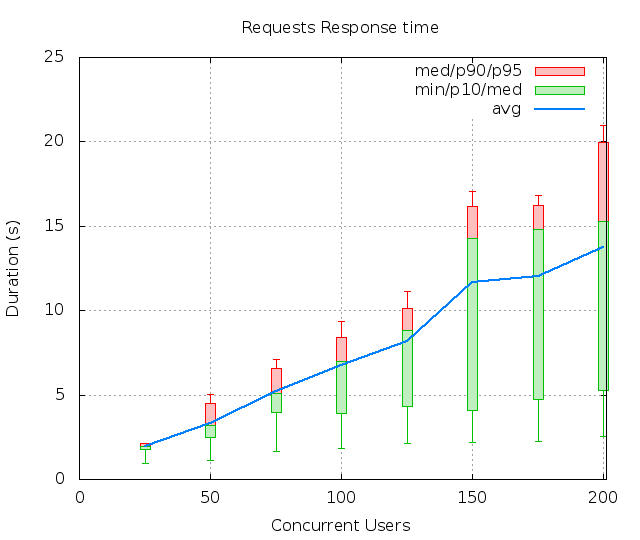 Requests Response time
25
med/p90/p95
min/p10/med
avg
20
15
10
5
0
0 50 100 150 200
Duration (s)
Concurrent Users